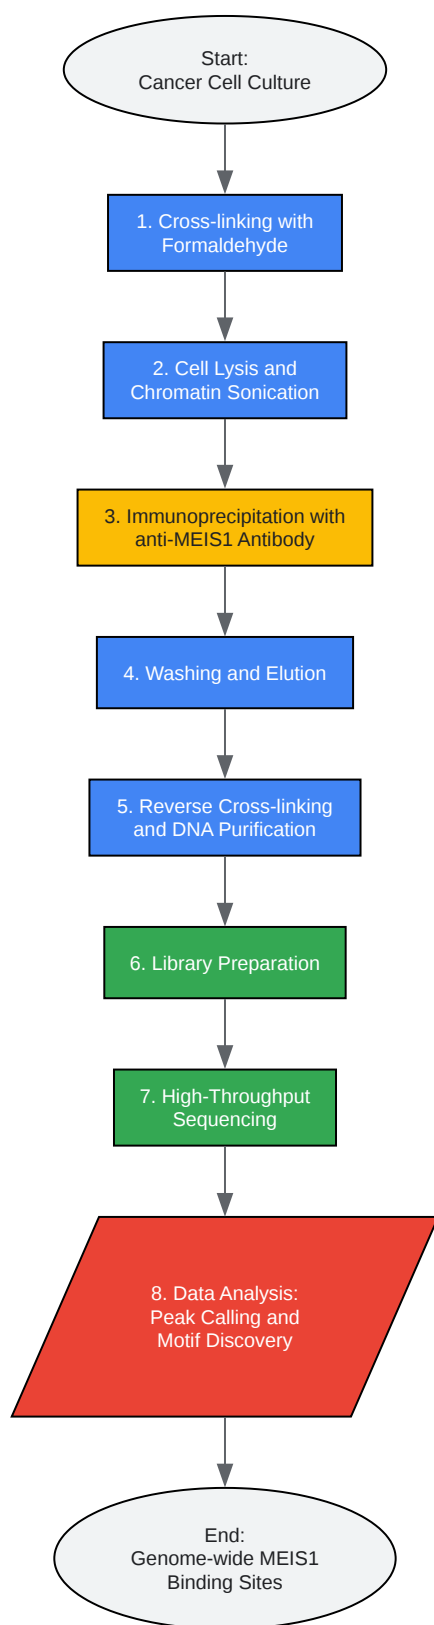 Start:
Cancer Cell Culture
1. Cross-linking with
Formaldehyde
2. Cell Lysis and
Chromatin Sonication
3. Immunoprecipitation with
anti-MEIS1 Antibody
4. Washing and Elution
5. Reverse Cross-linking
and DNA Purification
6. Library Preparation
7. High-Throughput
Sequencing
8. Data Analysis:
Peak Calling and
Motif Discovery
End:
Genome-wide MEIS1
Binding Sites